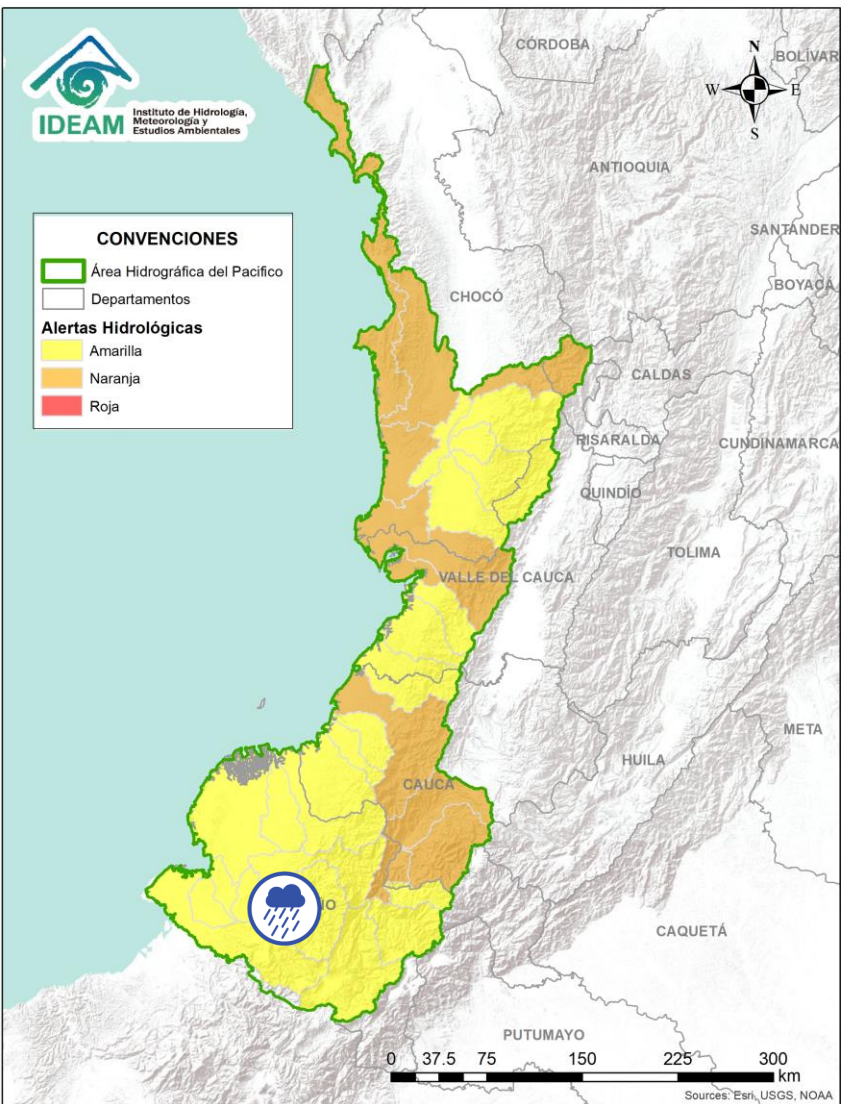 IDEAM
Instituto de Hidrología,
Meteorología y
Estudios Ambientales
CÓRDOBA
N
BOLÍVAR
W
E
S
ANTIOQUIA
SANTANDER
CONVENCIONES
Área Hidrográfica del Pacifico
Departamentos
Alertas Hidrológicas
Amarilla
Naranja
Roja
BOYACÁ
CHOCÓ
CALDAS
RISARALDA
CUNDINAMARCA
QUINDÍO
TOLIMA
VALLE DEL CAUCA
META
HUILA
CAUCA
CAQUETÁ
PUTUMAYO
0 37.5 75 150 225 300
km
Sources: Esri, USGS, NOAA